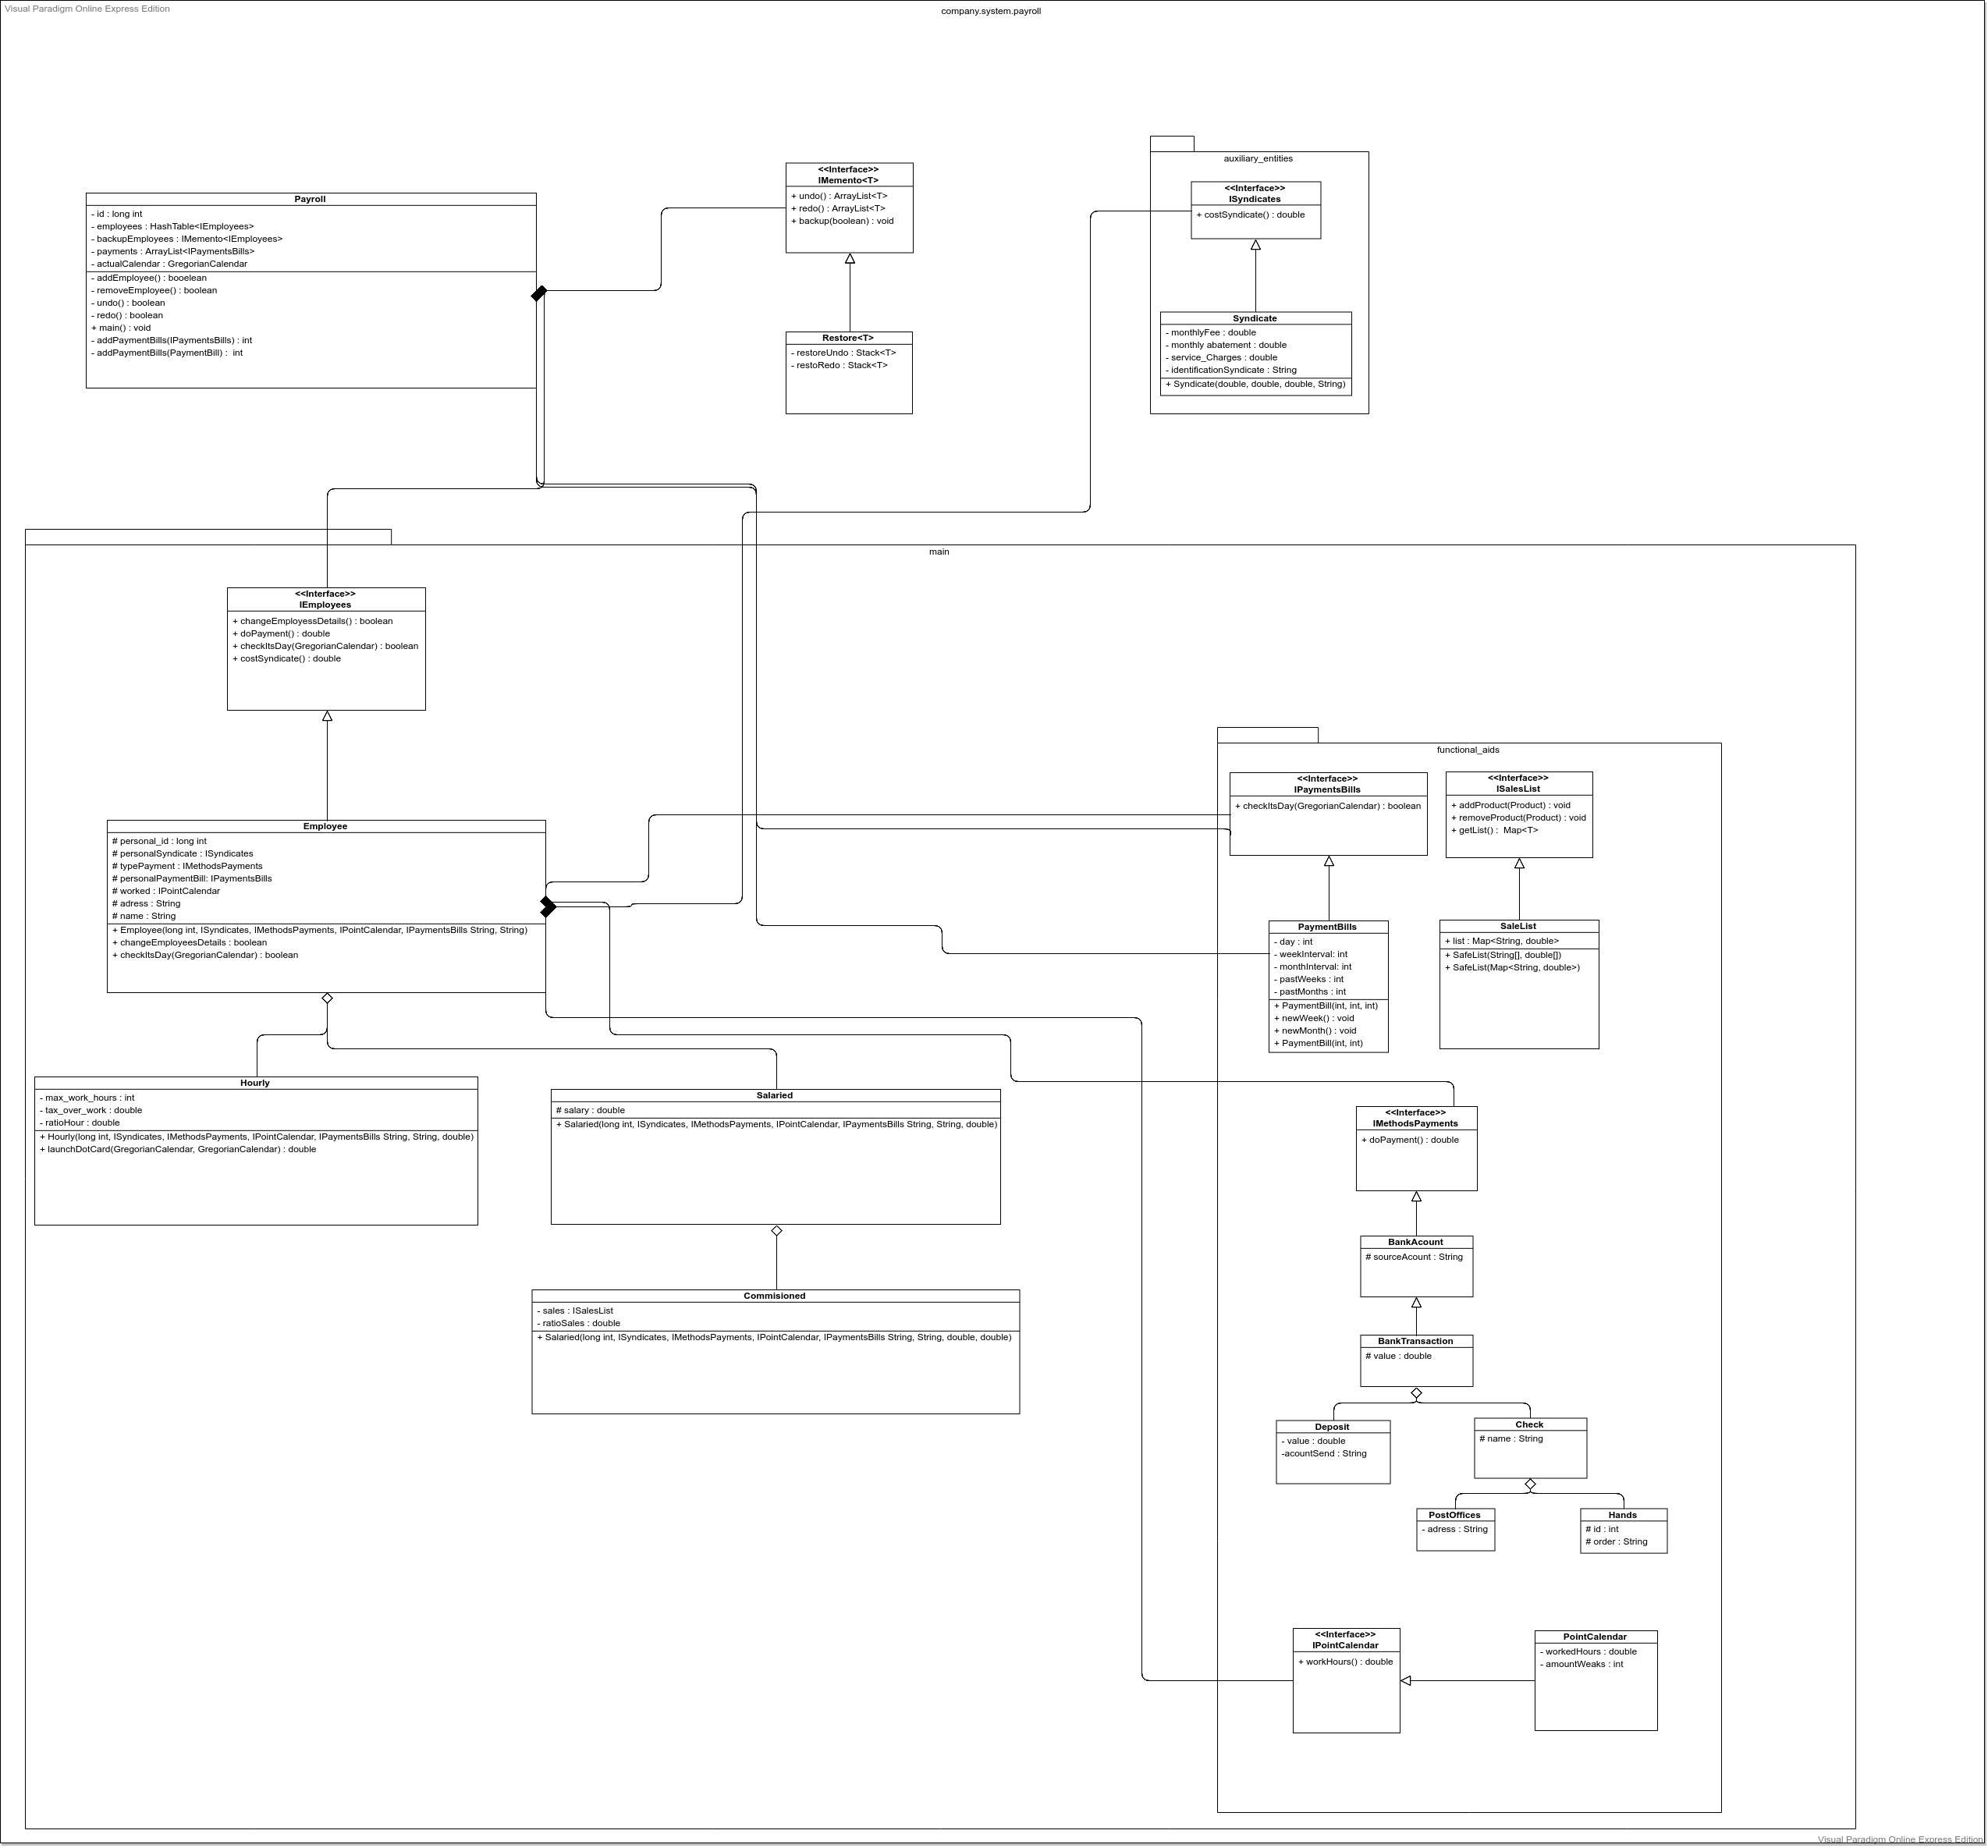 Visual Paradigm Online Express Edition
company.system.payroll
Payroll
- id : long int
- employees : HashTable<IEmployees>
- backupEmployees : IMemento<IEmployees>
- payments : ArrayList<IPaymentsBills>
- actualCalendar : GregorianCalendar
- addEmployee() : booelean
- removeEmployee() : boolean
- undo() : boolean
- redo() : boolean
+ main() : void
- addPaymentBills(IPaymentsBills) : int
- addPaymentBills(PaymentBill) :  int
<<Interface>>
IMemento<T>
+ undo() : ArrayList<T>
+ redo() : ArrayList<T>
+ backup(boolean) : void
Restore<T>
- restoreUndo : Stack<T>
- restoRedo : Stack<T>
auxiliary_entities
<<Interface>>
ISyndicates
+ costSyndicate() : double
Syndicate
- monthlyFee : double
- monthly abatement : double
- service_Charges : double
- identificationSyndicate : String
+ Syndicate(double, double, double, String)
main
<<Interface>>
IEmployees
+ changeEmployessDetails() : boolean
+ doPayment() : double
+ checkItsDay(GregorianCalendar) : boolean
+ costSyndicate() : double
Employee
# personal_id : long int
# personalSyndicate : ISyndicates
# typePayment : IMethodsPayments
# personalPaymentBill: IPaymentsBills
# worked : IPointCalendar
# adress : String
# name : String
+ Employee(long int, ISyndicates, IMethodsPayments, IPointCalendar, IPaymentsBills String, String)
+ changeEmployeesDetails : boolean
+ checkItsDay(GregorianCalendar) : boolean
Hourly
- max_work_hours : int
- tax_over_work : double
- ratioHour : double
+ Hourly(long int, ISyndicates, IMethodsPayments, IPointCalendar, IPaymentsBills String, String, double)
+ launchDotCard(GregorianCalendar, GregorianCalendar) : double
Salaried
# salary : double
+ Salaried(long int, ISyndicates, IMethodsPayments, IPointCalendar, IPaymentsBills String, String, double)
Commisioned
- sales : ISalesList
- ratioSales : double
+ Salaried(long int, ISyndicates, IMethodsPayments, IPointCalendar, IPaymentsBills String, String, double, double)
functional_aids
<<Interface>>
IPaymentsBills
+ checkItsDay(GregorianCalendar) : boolean
<<Interface>>
ISalesList
+ addProduct(Product) : void
+ removeProduct(Product) : void
+ getList() :  Map<T>
PaymentBills
- day : int
- weekInterval: int
- monthInterval: int
- pastWeeks : int
- pastMonths : int
+ PaymentBill(int, int, int)
+ newWeek() : void
+ newMonth() : void
+ PaymentBill(int, int)
SaleList
+ list : Map<String, double>
+ SafeList(String[], double[])
+ SafeList(Map<String, double>)
<<Interface>>
IMethodsPayments
+ doPayment() : double
BankAcount
# sourceAcount : String
BankTransaction
# value : double
Deposit
- value : double
-acountSend : String
Check
# name : String
PostOffices
- adress : String
Hands
# id : int
# order : String
<<Interface>>
IPointCalendar
+ workHours() : double
PointCalendar
- workedHours : double
- amountWeaks : int
Visual Paradigm Online Express Edition